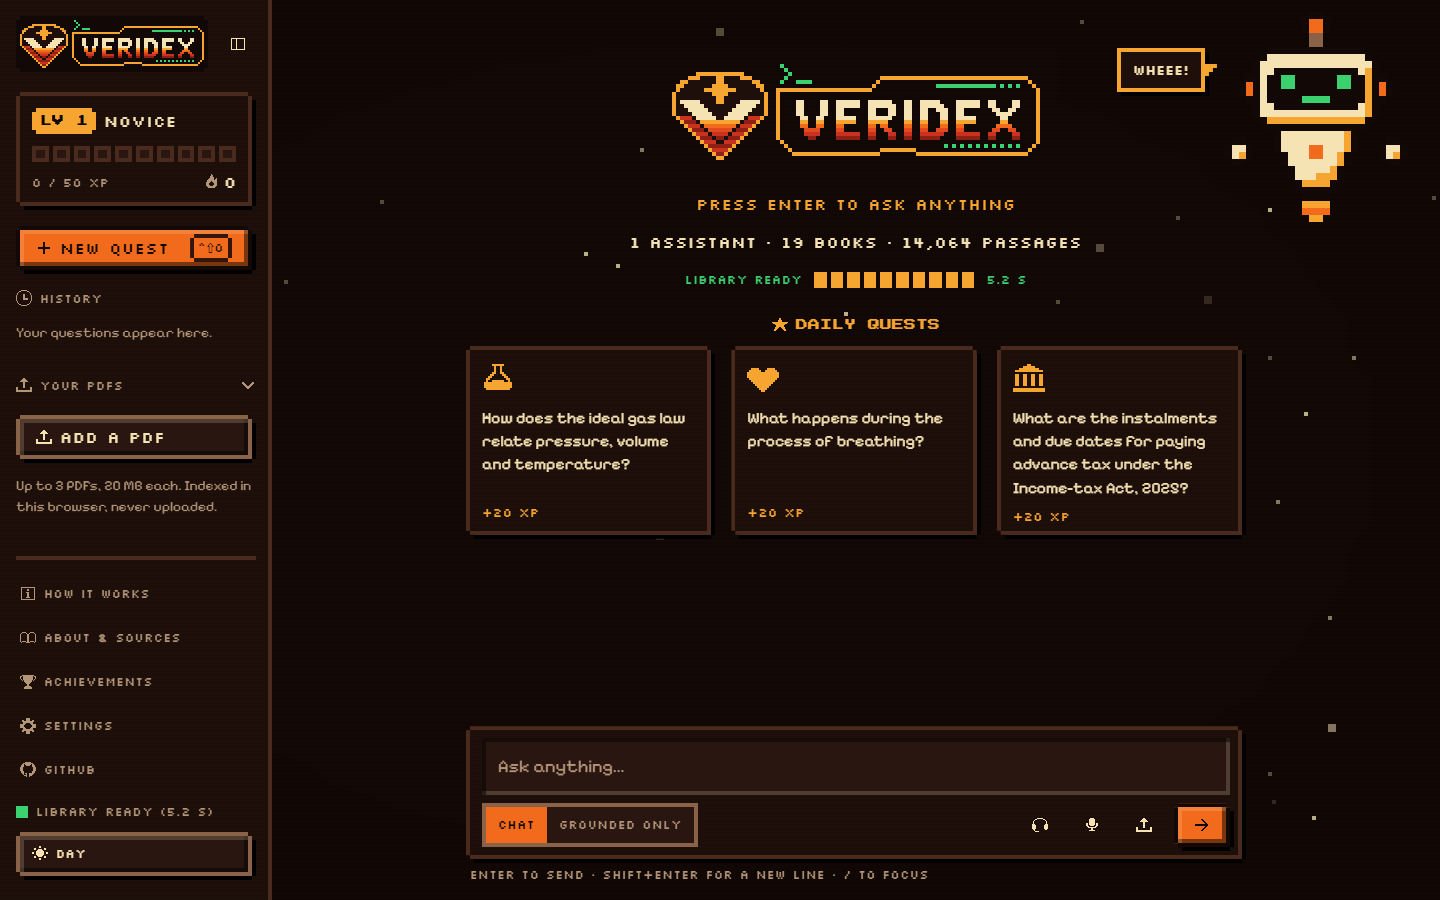 VERIDEX
LV 1 NOVICE
0 / 50 XP 0
+ NEW QUEST ^⇧O
HISTORY
Your questions appear here.
YOUR PDFS
ADD A PDF
Up to 3 PDFs, 20 MB each. Indexed in
this browser, never uploaded.
HOW IT WORKS
ABOUT & SOURCES
ACHIEVEMENTS
SETTINGS
GITHUB
LIBRARY READY (5.2 S)
DAY
VERIDEX
WHEEE!
PRESS ENTER TO ASK ANYTHING
1 ASSISTANT · 19 BOOKS · 14,064 PASSAGES
LIBRARY READY 5.2 S
DAILY QUESTS
How does the ideal gas law
relate pressure, volume
and temperature?
+20 XP
What happens during the
process of breathing?
+20 XP
What are the instalments
and due dates for paying
advance tax under the
Income-tax Act, 2025?
+20 XP
Ask anything...
CHAT GROUNDED ONLY
ENTER TO SEND · SHIFT+ENTER FOR A NEW LINE · / TO FOCUS